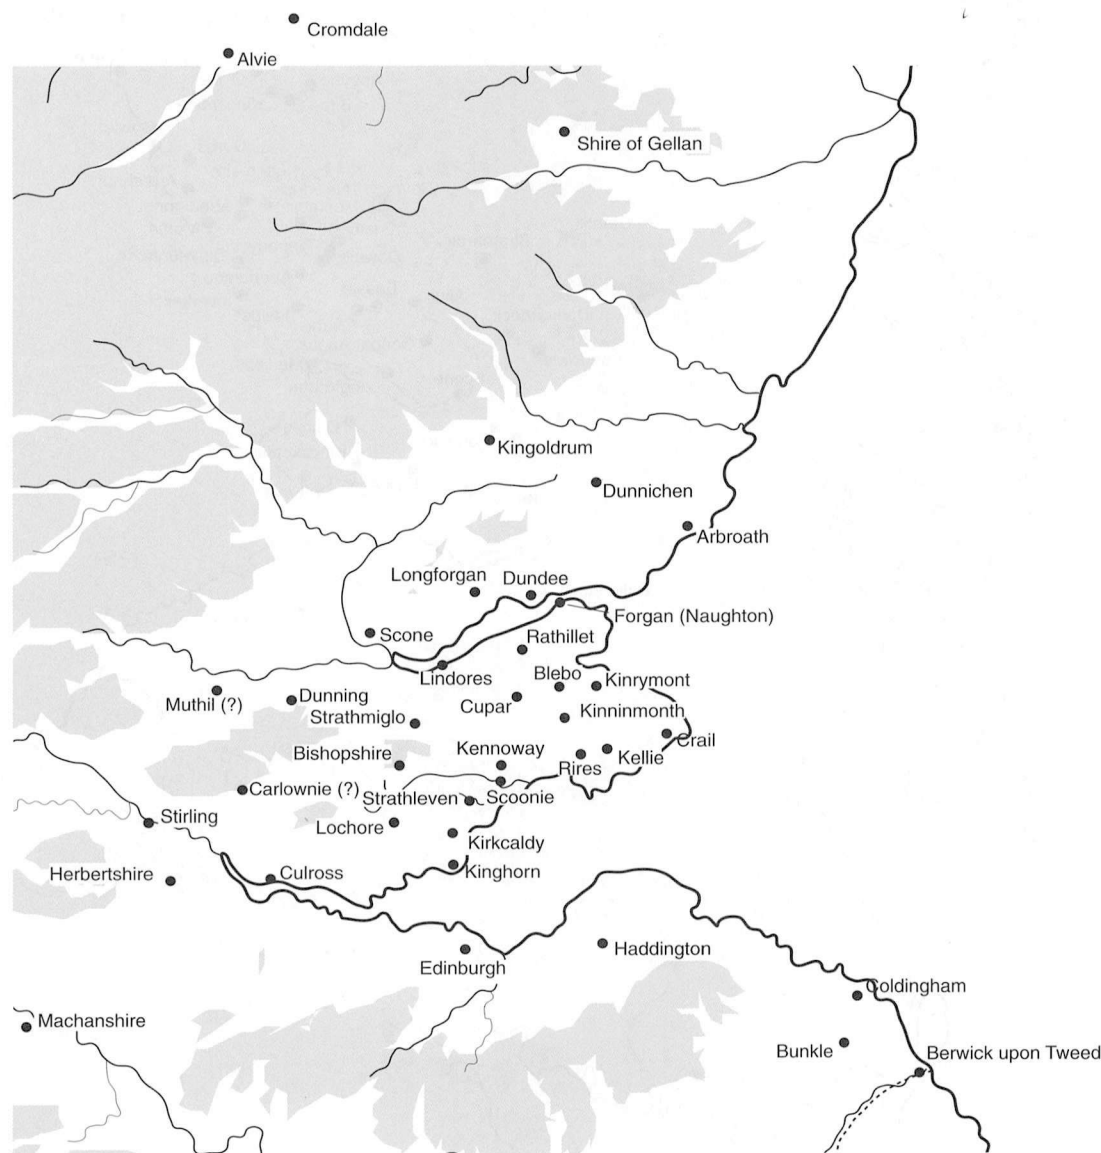 Cromdale
Alvie
Shire of Gellan
Kingoldrum
Dunnichen
Arbroath
Longforgan
Dundee
Forgan (Naughton)
Scone
Rathillet
Lindores
Blebo
Kinrymont
Muthil (?)
Dunning
Cupar
Strathmiglo
Kinninmonth
Crail
Bishopshire
Kennoway
Kellie
Rires
Carlownie (?)
Strathleven
Scoonie
Stirling
Lochore
Kirkcaldy
Herbertshire
Culross
Kinghorn
Haddington
Edinburgh
Coldingham
Machanshire
Bunkle
Berwick upon Tweed